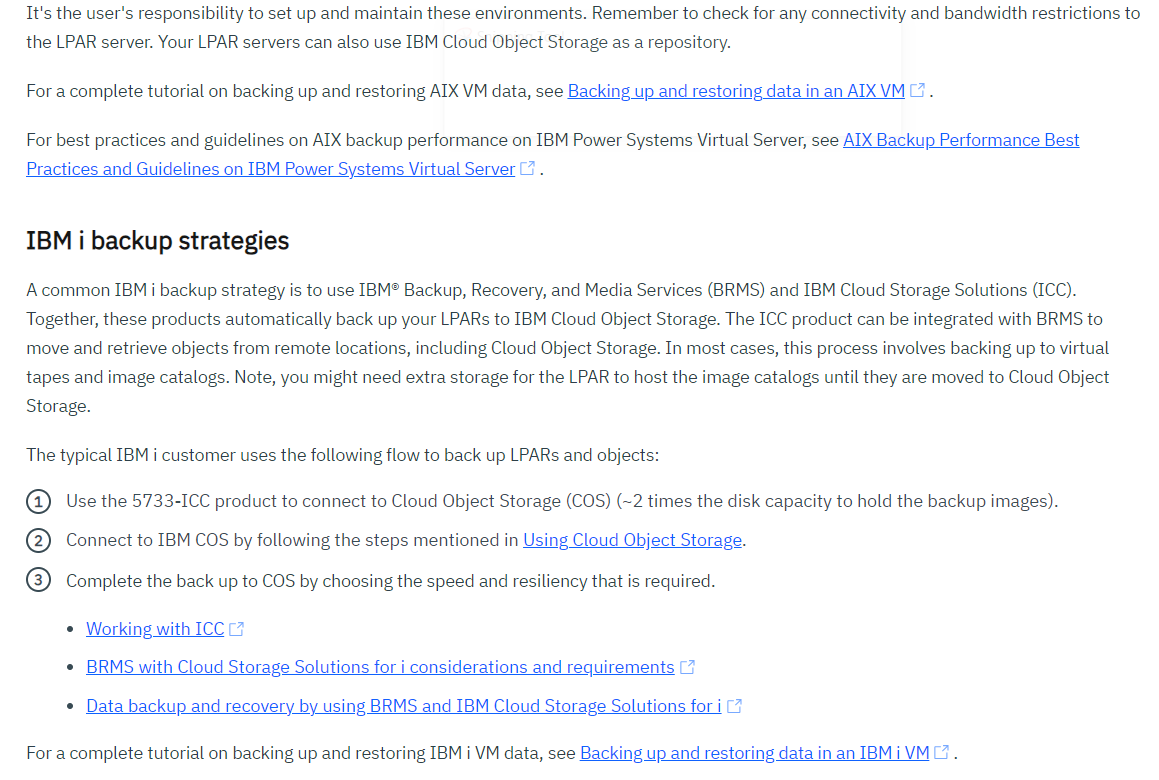 It's the user's responsibility to set up and maintain these environments. Remember to check for any connectivity and bandwidth restrictions to
the LPAR server. Your LPAR servers can also use IBM Cloud Object Storage as a repository.
For a complete tutorial on backing up and restoring AIX VM data, see Backing up and restoring data in an AIX VM .
For best practices and guidelines on AIX backup performance on IBM Power Systems Virtual Server, see AIX Backup Performance Best
Practices and Guidelines on IBM Power Systems Virtual Server .
IBM i backup strategies
A common IBM i backup strategy is to use IBM® Backup, Recovery, and Media Services (BRMS) and IBM Cloud Storage Solutions (ICC).
Together, these products automatically back up your LPARs to IBM Cloud Object Storage. The ICC product can be integrated with BRMS to
move and retrieve objects from remote locations, including Cloud Object Storage. In most cases, this process involves backing up to virtual
tapes and image catalogs. Note, you might need extra storage for the LPAR to host the image catalogs until they are moved to Cloud Object
Storage.
The typical IBM i customer uses the following flow to back up LPARs and objects:
1 Use the 5733-ICC product to connect to Cloud Object Storage (COS) (~2 times the disk capacity to hold the backup images).
2 Connect to IBM COS by following the steps mentioned in Using Cloud Object Storage.
3 Complete the back up to COS by choosing the speed and resiliency that is required.
• Working with ICC
• BRMS with Cloud Storage Solutions for i considerations and requirements
• Data backup and recovery by using BRMS and IBM Cloud Storage Solutions for i
For a complete tutorial on backing up and restoring IBM i VM data, see Backing up and restoring data in an IBM i VM .